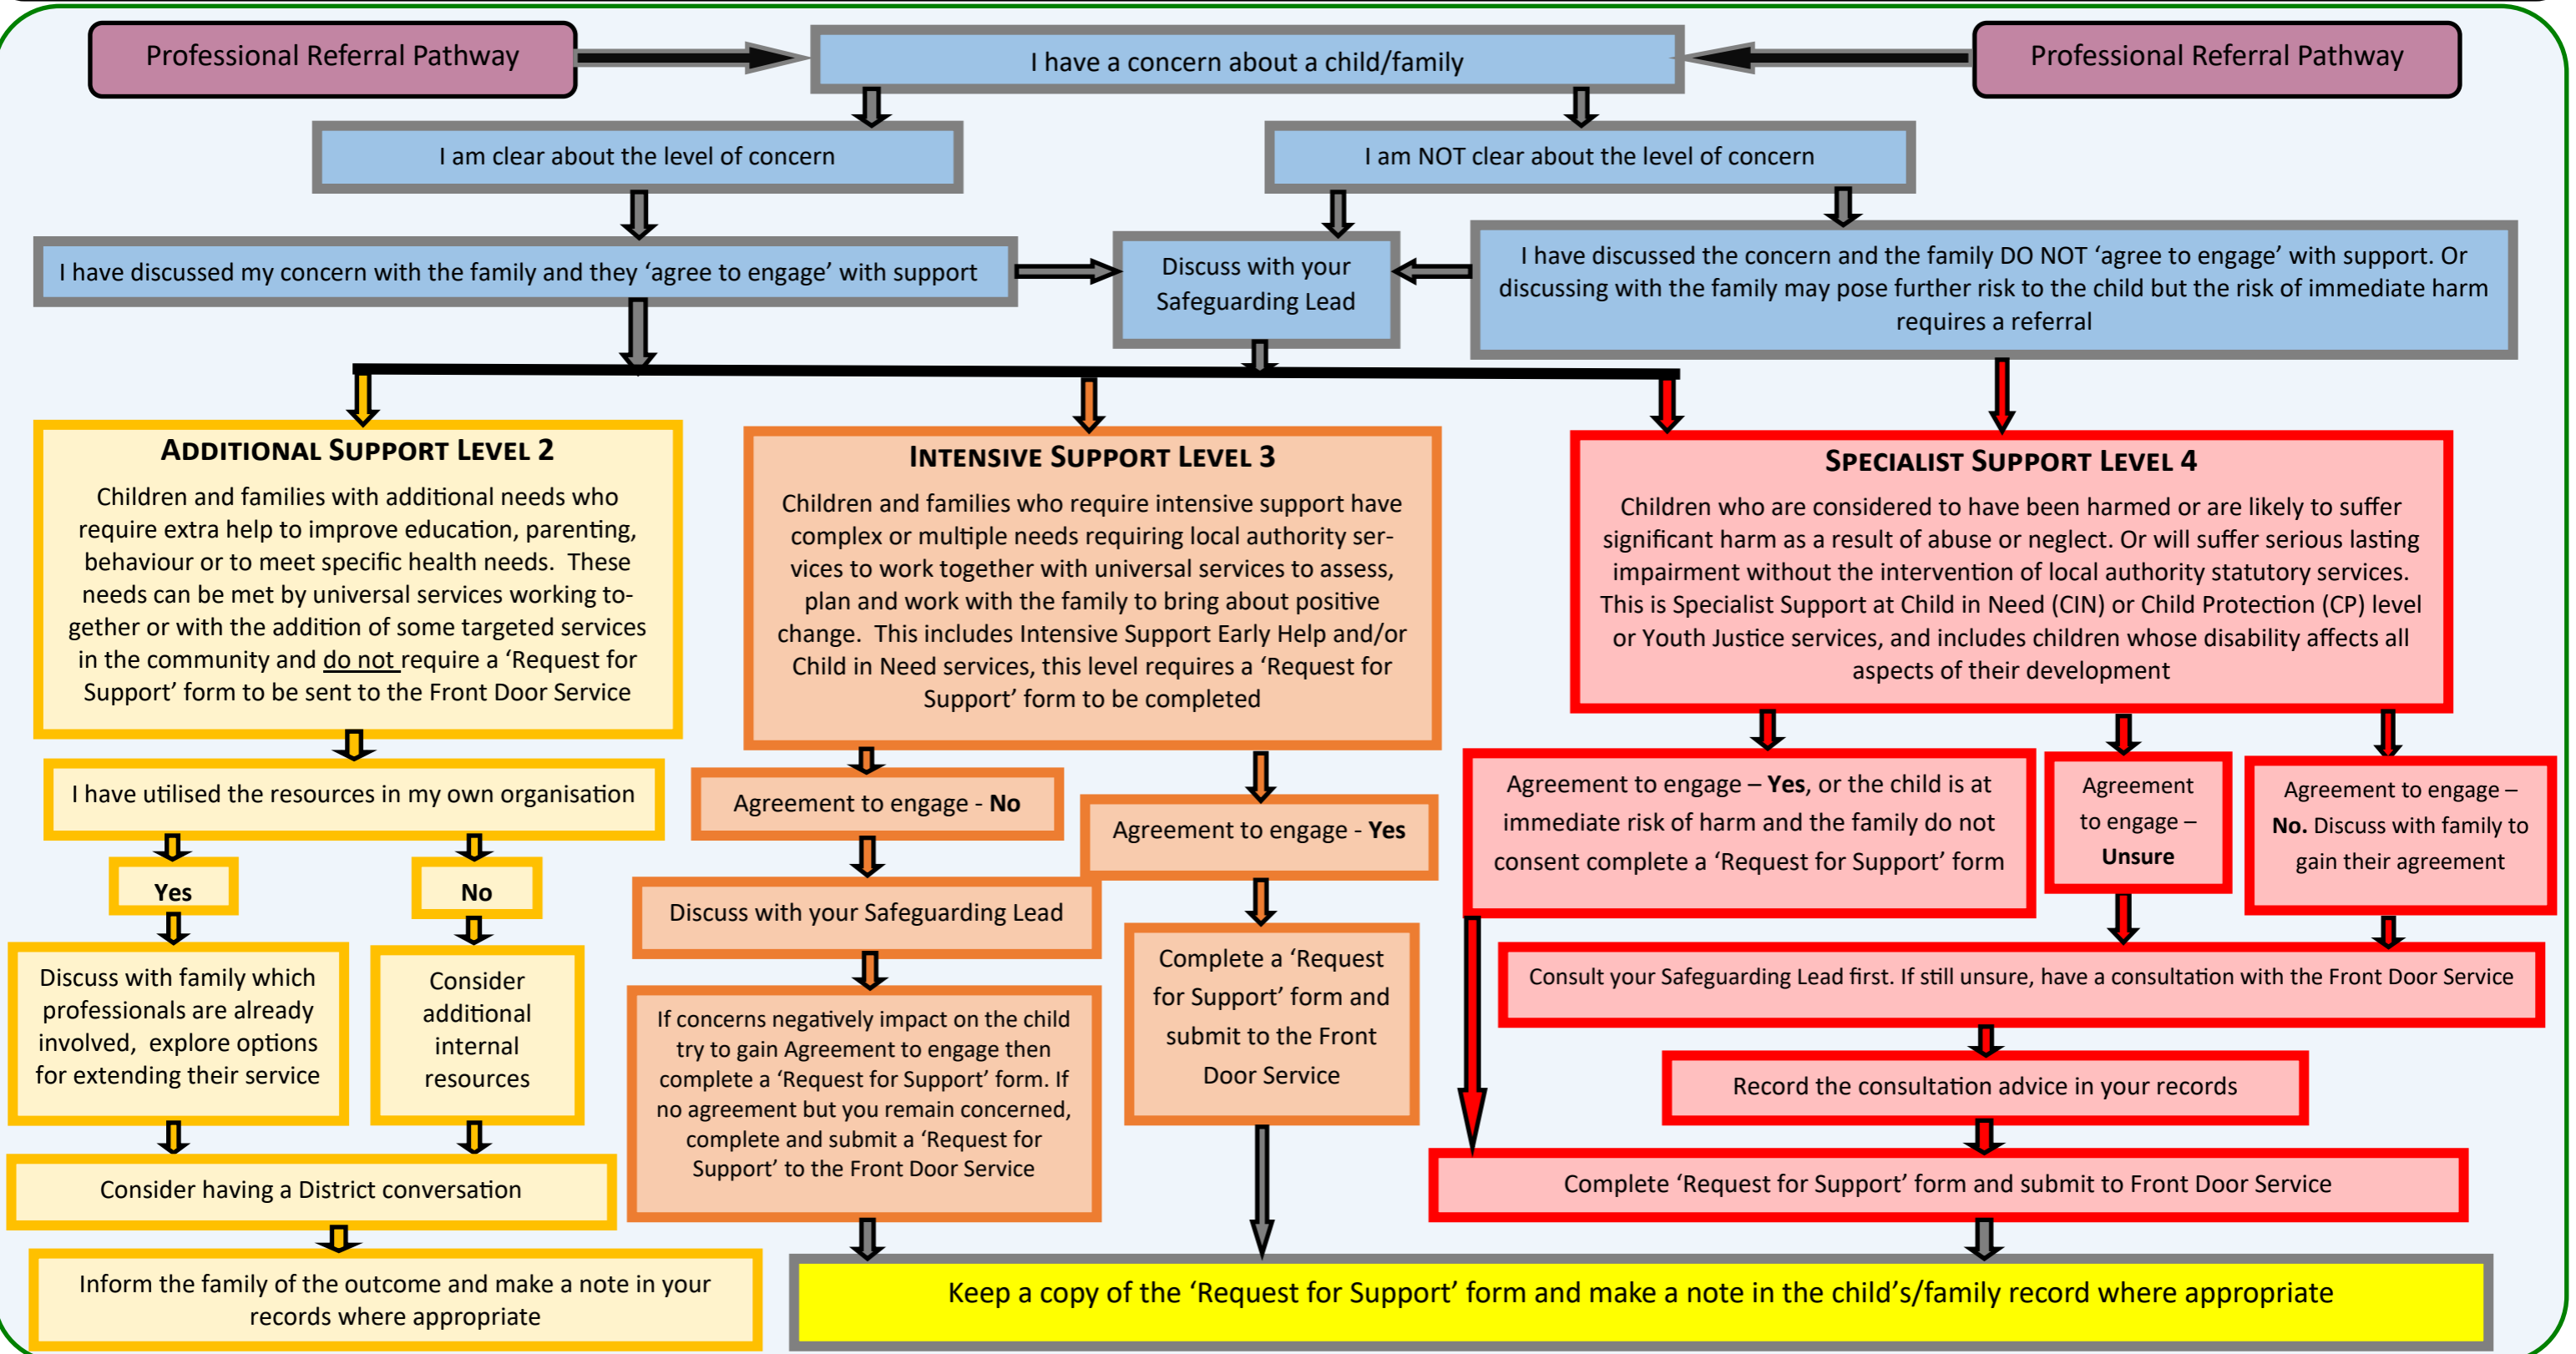 Professional Referral Pathway
I have a concern about a child/family
Professional Referral Pathway
I am clear about the level of concern
I am NOT clear about the level of concern
I have discussed my concern with the family and they ‘agree to engage’ with support
Discuss with your
Safeguarding Lead
I have discussed the concern and the family DO NOT ‘agree to engage’ with support. Or
discussing with the family may pose further risk to the child but the risk of immediate harm
requires a referral
ADDITIONAL SUPPORT LEVEL 2
Children and families with additional needs who
require extra help to improve education, parenting,
behaviour or to meet specific health needs.  These
needs can be met by universal services working to-
gether or with the addition of some targeted services
in the community and do not require a ‘Request for
Support’ form to be sent to the Front Door Service
INTENSIVE SUPPORT LEVEL 3
Children and families who require intensive support have
complex or multiple needs requiring local authority ser-
vices to work together with universal services to assess,
plan and work with the family to bring about positive
change.  This includes Intensive Support Early Help and/or
Child in Need services, this level requires a ‘Request for
Support’ form to be completed
SPECIALIST SUPPORT LEVEL 4
Children who are considered to have been harmed or are likely to suffer
significant harm as a result of abuse or neglect. Or will suffer serious lasting
impairment without the intervention of local authority statutory services.
This is Specialist Support at Child in Need (CIN) or Child Protection (CP) level
or Youth Justice services, and includes children whose disability affects all
aspects of their development
I have utilised the resources in my own organisation
Yes
No
Discuss with family which
professionals are already
involved,  explore options
for extending their service
Consider
additional
internal
resources
Consider having a District conversation
Inform the family of the outcome and make a note in your
records where appropriate
Agreement to engage - No
Discuss with your Safeguarding Lead
If concerns negatively impact on the child
try to gain Agreement to engage then
complete a ‘Request for Support’ form. If
no agreement but you remain concerned,
complete and submit a ‘Request for
Support’ to the Front Door Service
Agreement to engage - Yes
Complete a ‘Request
for Support’ form and
submit to the Front
Door Service
Agreement to engage – Yes, or the child is at
immediate risk of harm and the family do not
consent complete a ‘Request for Support’ form
Agreement
to engage –
Unsure
Agreement to engage –
No. Discuss with family to
gain their agreement
Consult your Safeguarding Lead first. If still unsure, have a consultation with the Front Door Service
Record the consultation advice in your records
Complete ‘Request for Support’ form and submit to Front Door Service
Keep a copy of the ‘Request for Support’ form and make a note in the child’s/family record where appropriate